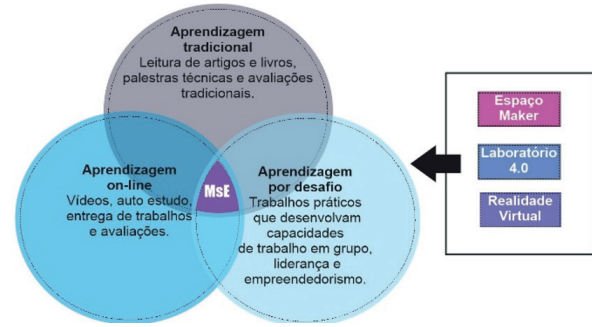 Aprendizagem
tradicional
Leitura de artigos e livros,
palestras técnicas e avaliações
tradicionais.
Aprendizagem
on-line
Vídeos, auto estudo,
entrega de trabalhos
e avaliações.
MsE
Aprendizagem
por desafio
Trabalhos práticos
que desenvolvam
capacidades
de trabalho em grupo,
liderança e
empreendedorismo.
Espaço
Maker
Laboratório
4.0
Realidade
Virtual